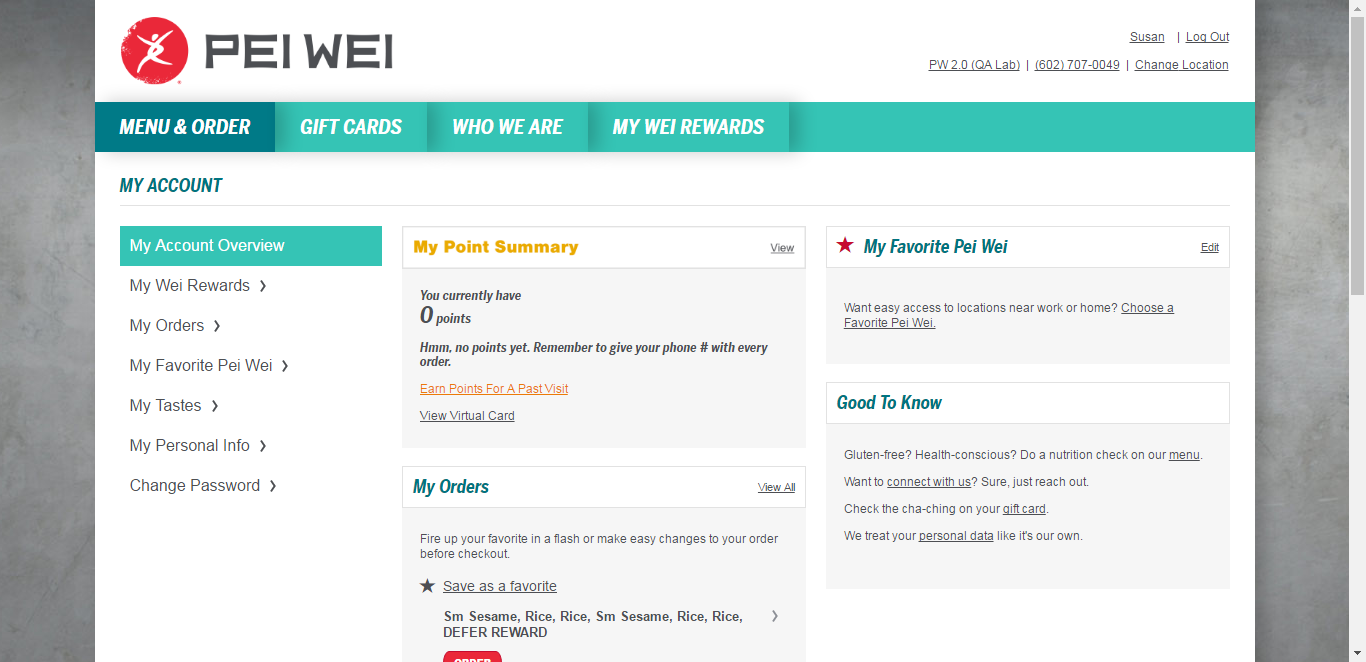 PEI WEI
Susan | Log Out
PW 2.0 (QA Lab) | (602) 707-0049 | Change Location
MENU & ORDER
GIFT CARDS
WHO WE ARE
MY WEI REWARDS
MY ACCOUNT
My Account Overview
My Wei Rewards
My Orders
My Favorite Pei Wei
My Tastes
My Personal Info
Change Password
My Point Summary
View
You currently have
0 points
Hmm, no points yet. Remember to give your phone # with every
order.
Earn Points For A Past Visit
View Virtual Card
My Orders
View All
Fire up your favorite in a flash or make easy changes to your order
before checkout.
Save as a favorite
Sm Sesame, Rice, Rice, Sm Sesame, Rice, Rice,
DEFER REWARD
ORDER
My Favorite Pei Wei
Edit
Want easy access to locations near work or home? Choose a
Favorite Pei Wei.
Good To Know
Gluten-free? Health-conscious? Do a nutrition check on our menu.
Want to connect with us? Sure, just reach out.
Check the cha-ching on your gift card.
We treat your personal data like it's our own.